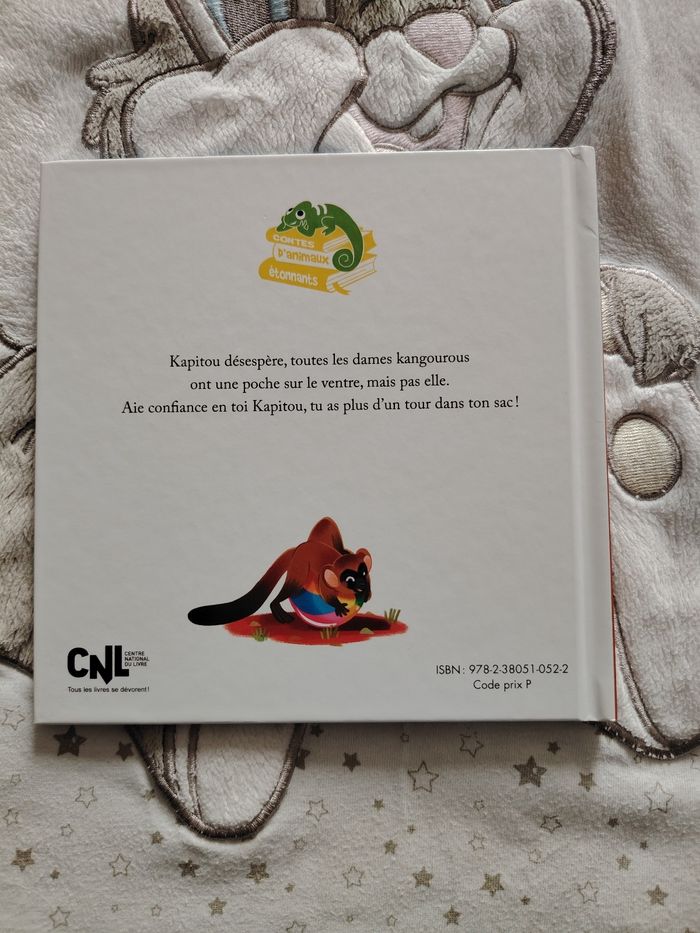 CONTES
D'animaux
étonnants
Kapitou désespère, toutes les dames kangourous
ont une poche sur le ventre, mais pas elle.
Aie confiance en toi Kapitou, tu as plus d'un tour dans ton sac !
CNL CENTRE
NATIONAL
DU LIVRE
Tous les livres se dévorent !
ISBN : 978-2-38051-052-2
Code prix P